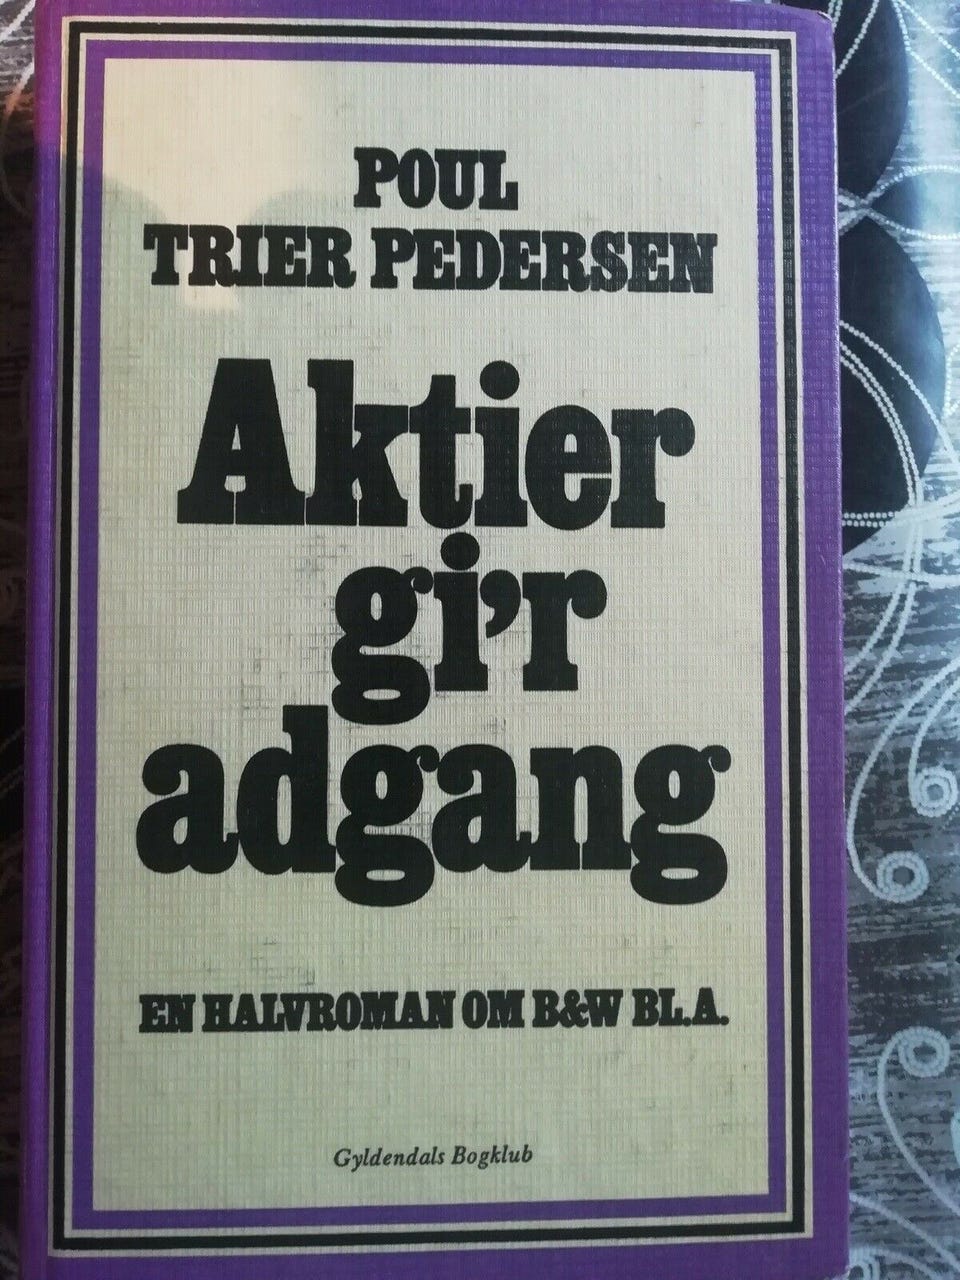 POUL
TRIER PEDERSEN
Aktier
gi'r
adgang
EN HALVROMAN OM B&W BL.A.
Gyldendals Bogklub